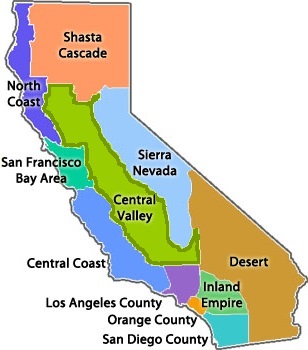 Shasta
Cascade
North
Coast
San Francisco
Bay Area
Sierra
Nevada
Central
Valley
Central Coast
Desert
Inland
Empire
Los Angeles County
Orange County
San Diego County